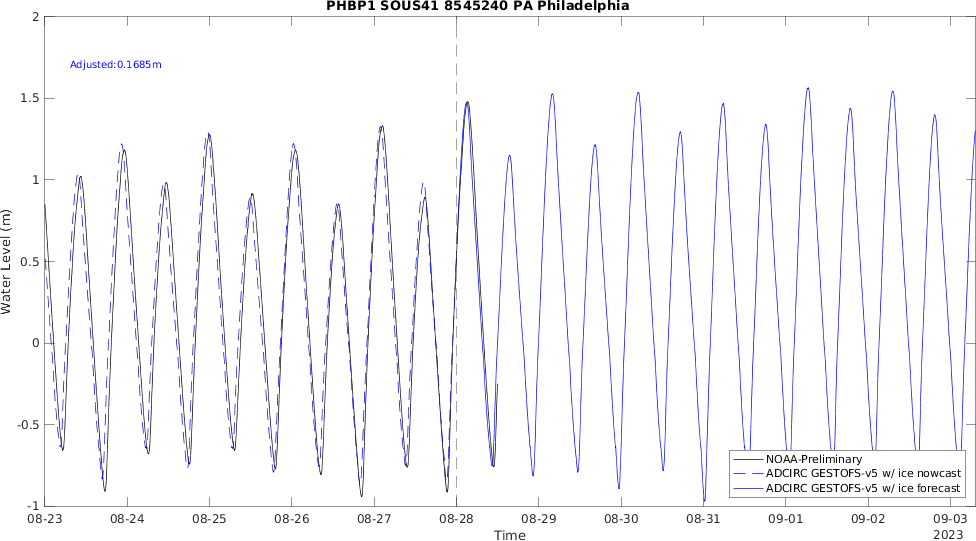 PHBP1 SOUS41 8545240 PA Philadelphia
Adjusted:0.1685m
Water Level (m)
2
1.5
1
0.5
0
-0.5
-1
NOAA-Preliminary
ADCIRC GESTOFS-v5 w/ ice nowcast
ADCIRC GESTOFS-v5 w/ ice forecast
08-23 08-24 08-25 08-26 08-27 08-28 08-29 08-30 08-31 09-01 09-02 09-03
Time
2023